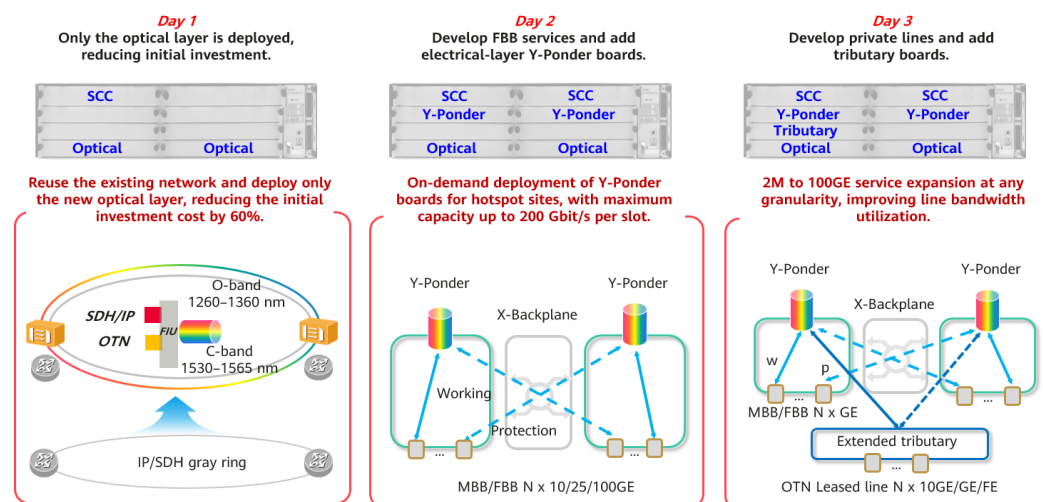 Day 1
Only the optical layer is deployed,
reducing initial investment.
SCC
Optical
Optical
Reuse the existing network and deploy only
the new optical layer, reducing the initial
investment cost by 60%.
O-band
1260–1360 nm
SDH/IP
OTN
FIU
C-band
1530–1565 nm
IP/SDH gray ring
Day 2
Develop FBB services and add
electrical-layer Y-Ponder boards.
SCC
SCC
Y-Ponder
Y-Ponder
Optical
Optical
On-demand deployment of Y-Ponder
boards for hotspot sites, with maximum
capacity up to 200 Gbit/s per slot.
Y-Ponder
Y-Ponder
X-Backplane
Working
Protection
...
...
MBB/FBB N x 10/25/100GE
Day 3
Develop private lines and add
tributary boards.
SCC
SCC
Y-Ponder
Y-Ponder
Tributary
Optical
Optical
2M to 100GE service expansion at any
granularity, improving line bandwidth
utilization.
Y-Ponder
Y-Ponder
X-Backplane
w
p
...
...
MBB/FBB N x GE
Extended tributary
...
OTN Leased line N x 10GE/GE/FE